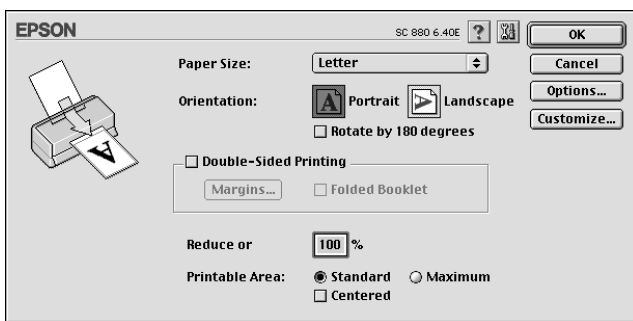 EPSON
SC 880 6.40E
?
OK
Paper Size: Letter
Cancel
Orientation: A Portrait A Landscape
Options...
Rotate by 180 degrees
Customize...
A
Double-Sided Printing
Margins... Folded Booklet
Reduce or 100 %
Printable Area: Standard Maximum
Centered